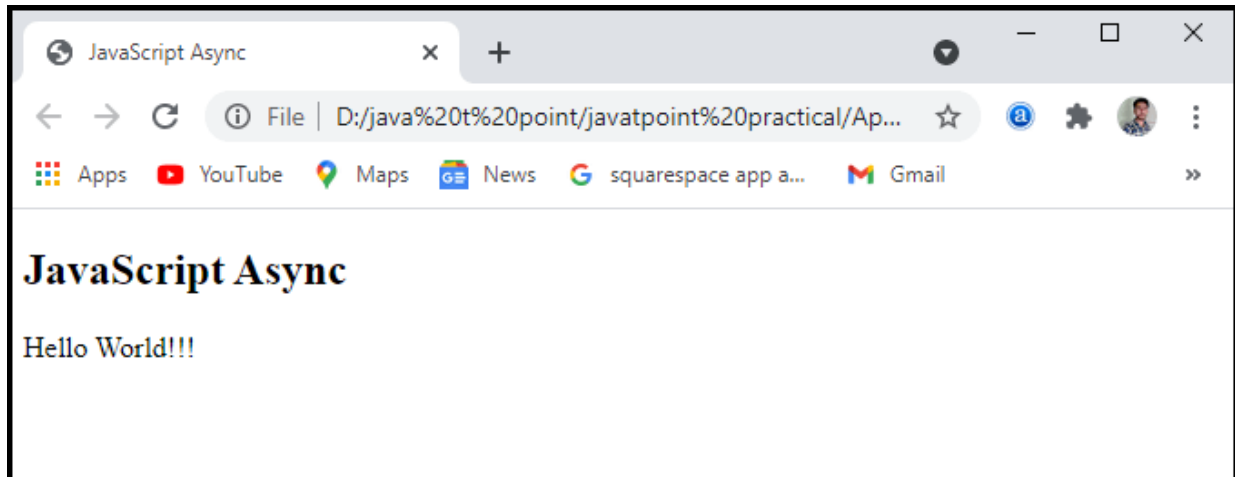 JavaScript Async
File | D:/java%20t%20point/javatpoint%20practical/Ap...
Apps YouTube GE News Maps squarespace app a... Gmail
JavaScript Async
Hello World!!!